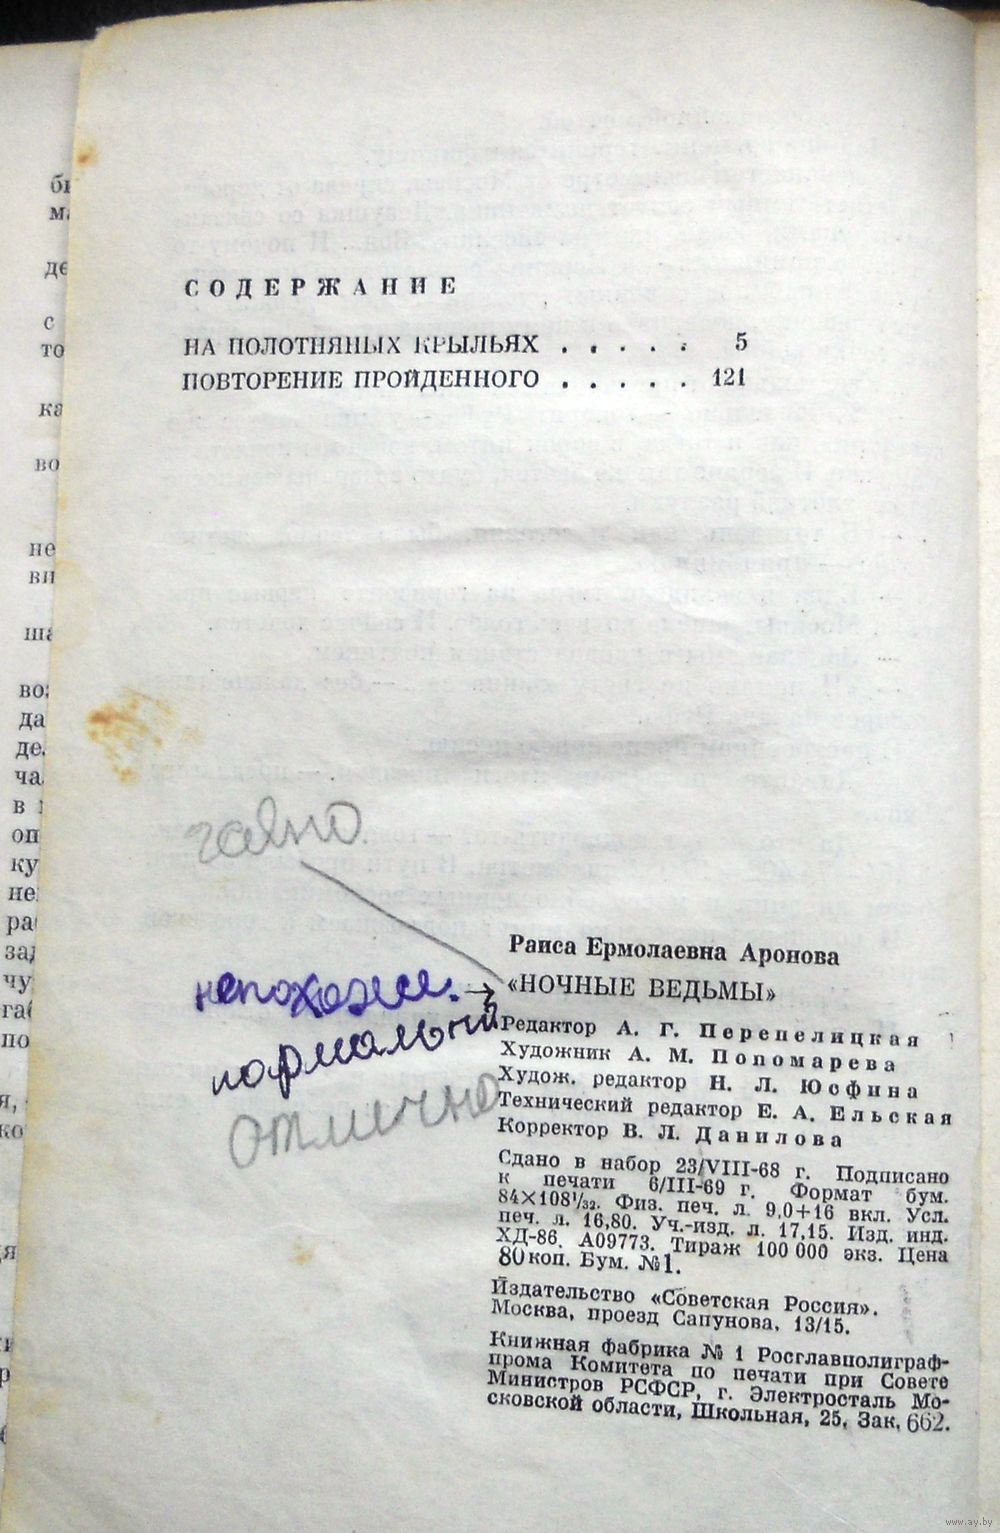 СОДЕРЖАНИЕ
НА ПОЛОТНЯНЫХ КРЫЛЬЯХ . . . . . 5
ПОВТОРЕНИЕ ПРОЙДЕННОГО . . . . . 121
гавно
непохоже.
нормальный
отлично
Раиса Ермолаевна Аронова
«НОЧНЫЕ ВЕДЬМЫ»
Редактор А. Г. Перепелицкая
Художник А. М. Пономарева
Худож. редактор Н. Л. Юсфина
Технический редактор Е. А. Ельская
Корректор В. Л. Данилова
Сдано в набор 23/VIII-68 г. Подписано
к печати 6/III-69 г. Формат бум.
84×108¹/₃₂. Физ. печ. л. 9,0+16 вкл. Усл.
печ. л. 16,80. Уч.-изд. л. 17,15. Изд. инд.
ХД-86. А09773. Тираж 100 000 экз. Цена
80 коп. Бум. №1.
Издательство «Советская Россия».
Москва, проезд Сапунова, 13/15.
Книжная фабрика № 1 Росглавполиграф-
прома Комитета по печати при Совете
Министров РСФСР, г. Электросталь Мо-
сковской области, Школьная, 25, Зак. 662.
www.ay.by